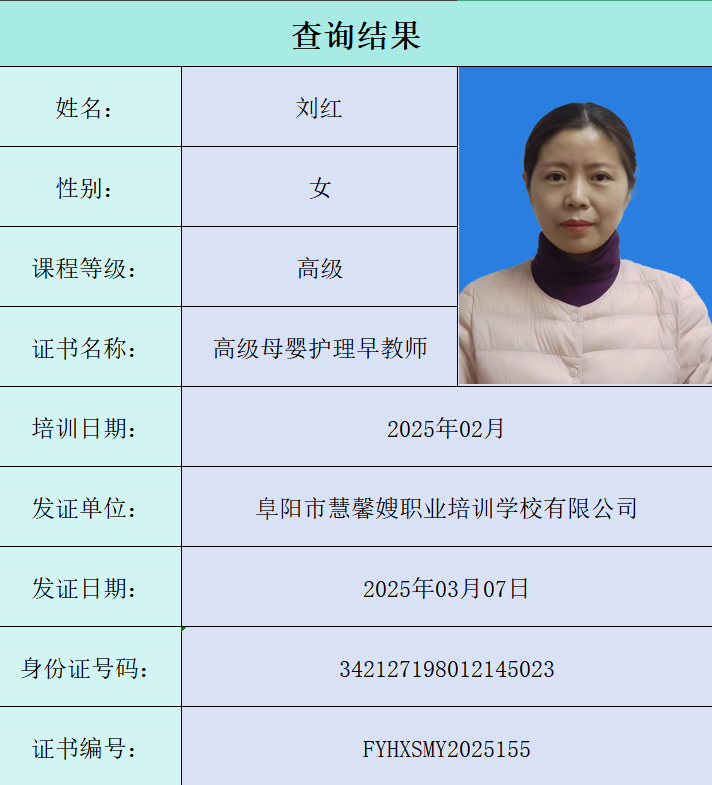 查询结果
姓名： 刘红
性别： 女
课程等级： 高级
证书名称： 高级母婴护理早教师
培训日期： 2025年02月
发证单位： 阜阳市慧馨嫂职业培训学校有限公司
发证日期： 2025年03月07日
身份证号码： 342127198012145023
证书编号： FYHXSMY2025155